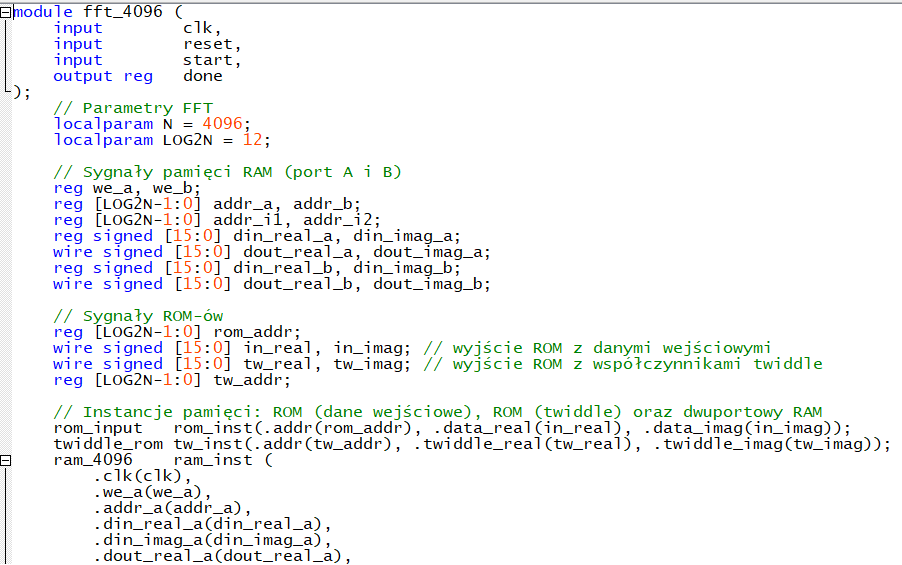 module fft_4096 (
    input        clk,
    input        reset,
    input        start,
    output reg   done
);
    // Parametry FFT
    localparam N = 4096;
    localparam LOG2N = 12;

    // Sygnały pamięci RAM (port A i B)
    reg we_a, we_b;
    reg [LOG2N-1:0] addr_a, addr_b;
    reg [LOG2N-1:0] addr_i1, addr_i2;
    reg signed [15:0] din_real_a, din_imag_a;
    wire signed [15:0] dout_real_a, dout_imag_a;
    reg signed [15:0] din_real_b, din_imag_b;
    wire signed [15:0] dout_real_b, dout_imag_b;

    // Sygnały ROM-ów
    reg [LOG2N-1:0] rom_addr;
    wire signed [15:0] in_real, in_imag; // wyjście ROM z danymi wejściowymi
    wire signed [15:0] tw_real, tw_imag; // wyjście ROM z współczynnikami twiddle
    reg [LOG2N-1:0] tw_addr;

    // Instancje pamięci: ROM (dane wejściowe), ROM (twiddle) oraz dwuportowy RAM
    rom_input   rom_inst(.addr(rom_addr), .data_real(in_real), .data_imag(in_imag));
    twiddle_rom tw_inst(.addr(tw_addr), .twiddle_real(tw_real), .twiddle_imag(tw_imag));
    ram_4096    ram_inst (
        .clk(clk),
        .we_a(we_a),
        .addr_a(addr_a),
        .din_real_a(din_real_a),
        .din_imag_a(din_imag_a),
        .dout_real_a(dout_real_a),